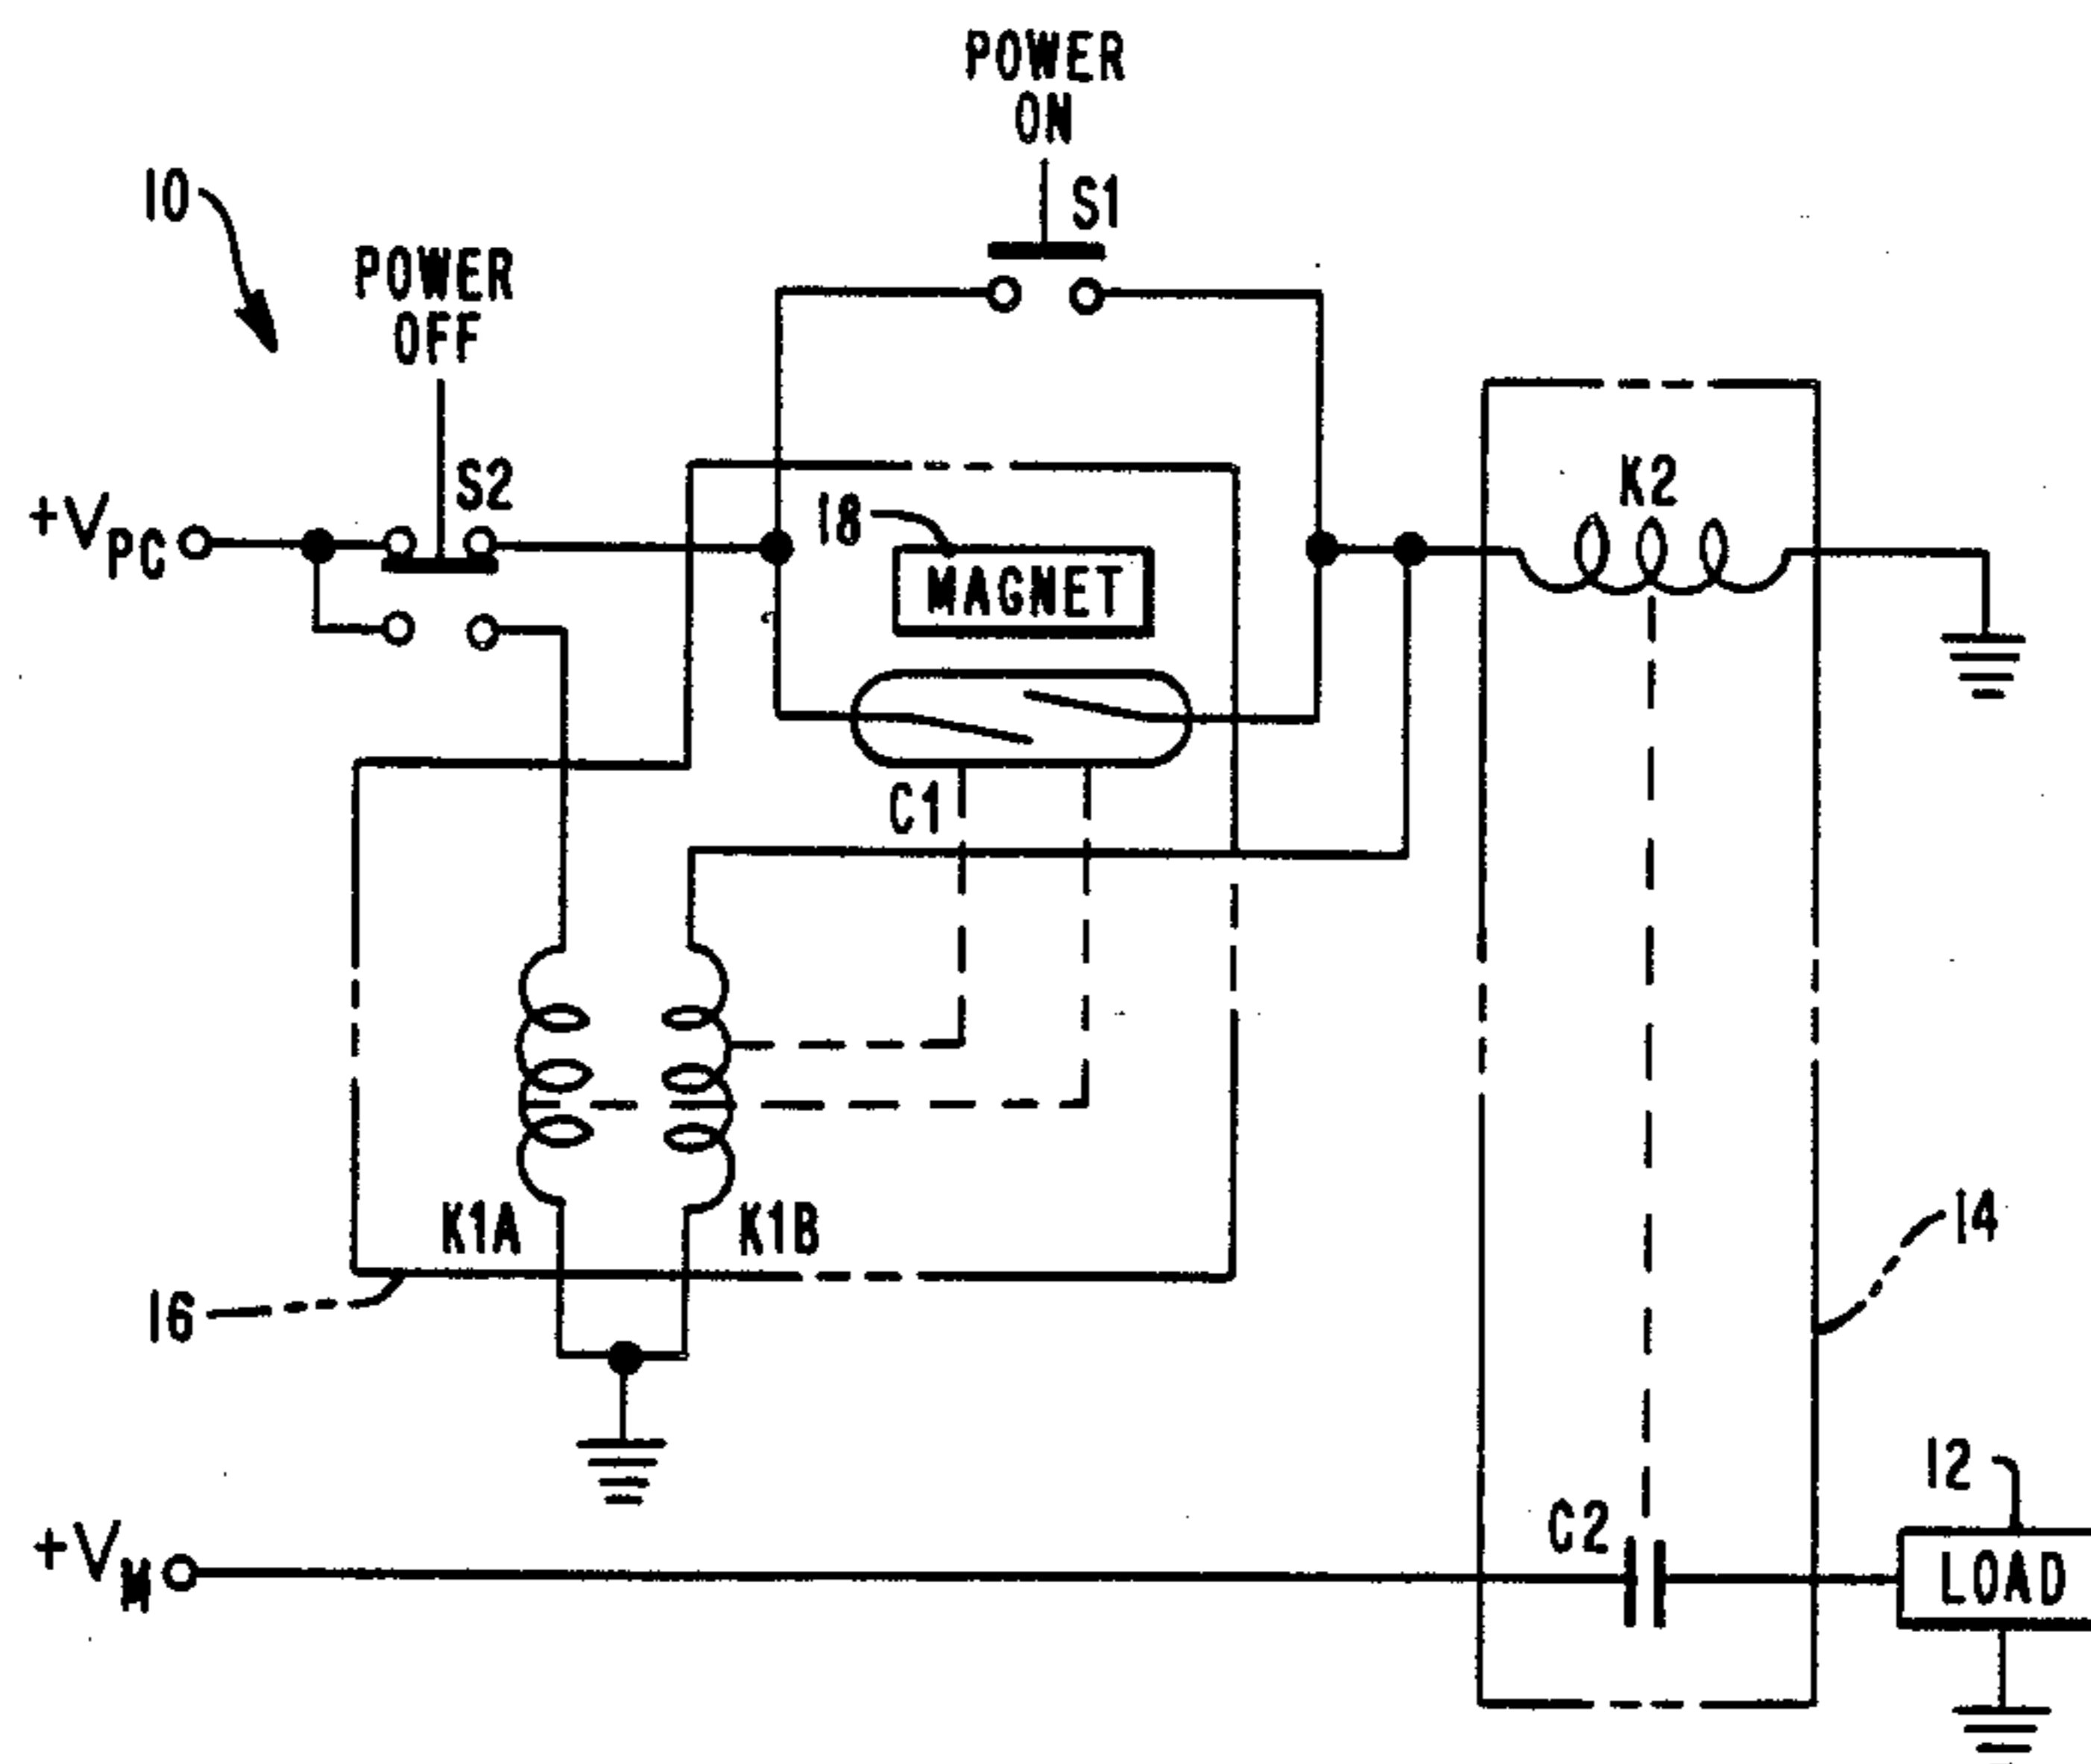 POWER
ON
S1
10
POWER
OFF
S2
K2
+VPC
18
MAGNET
C1
K1A
K1B
14
16
12
C2
+VM
LOAD